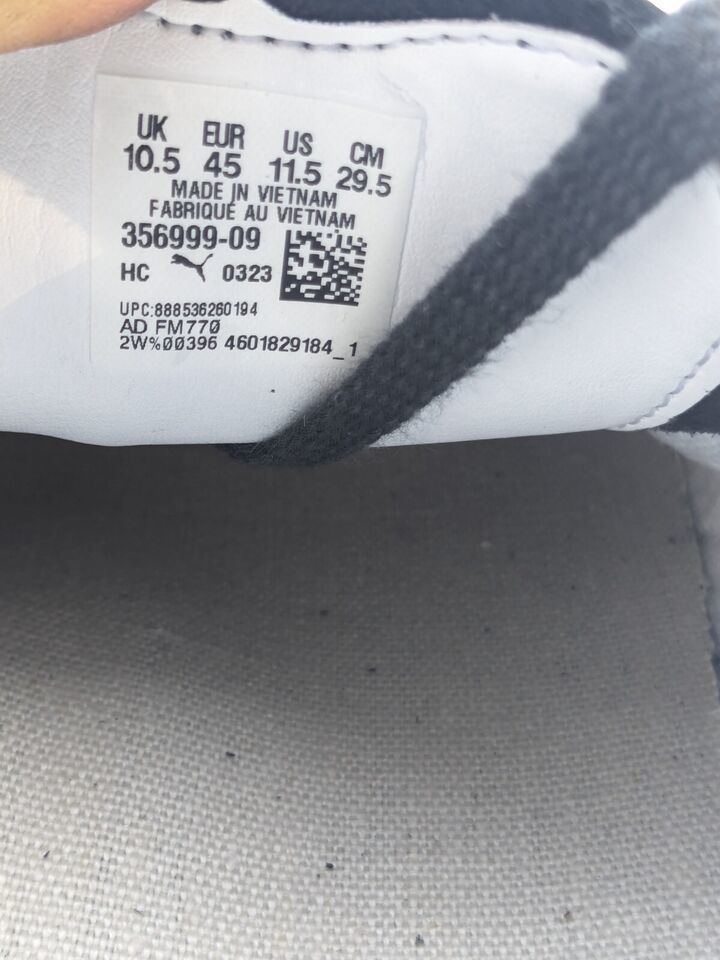 UK EUR US CM
10.5 45 11.5 29.5
MADE IN VIETNAM
FABRIQUÉ AU VIETNAM
356999-09
HC 0323
UPC:888536260194
AD FM770
2W%00396 4601829184_1